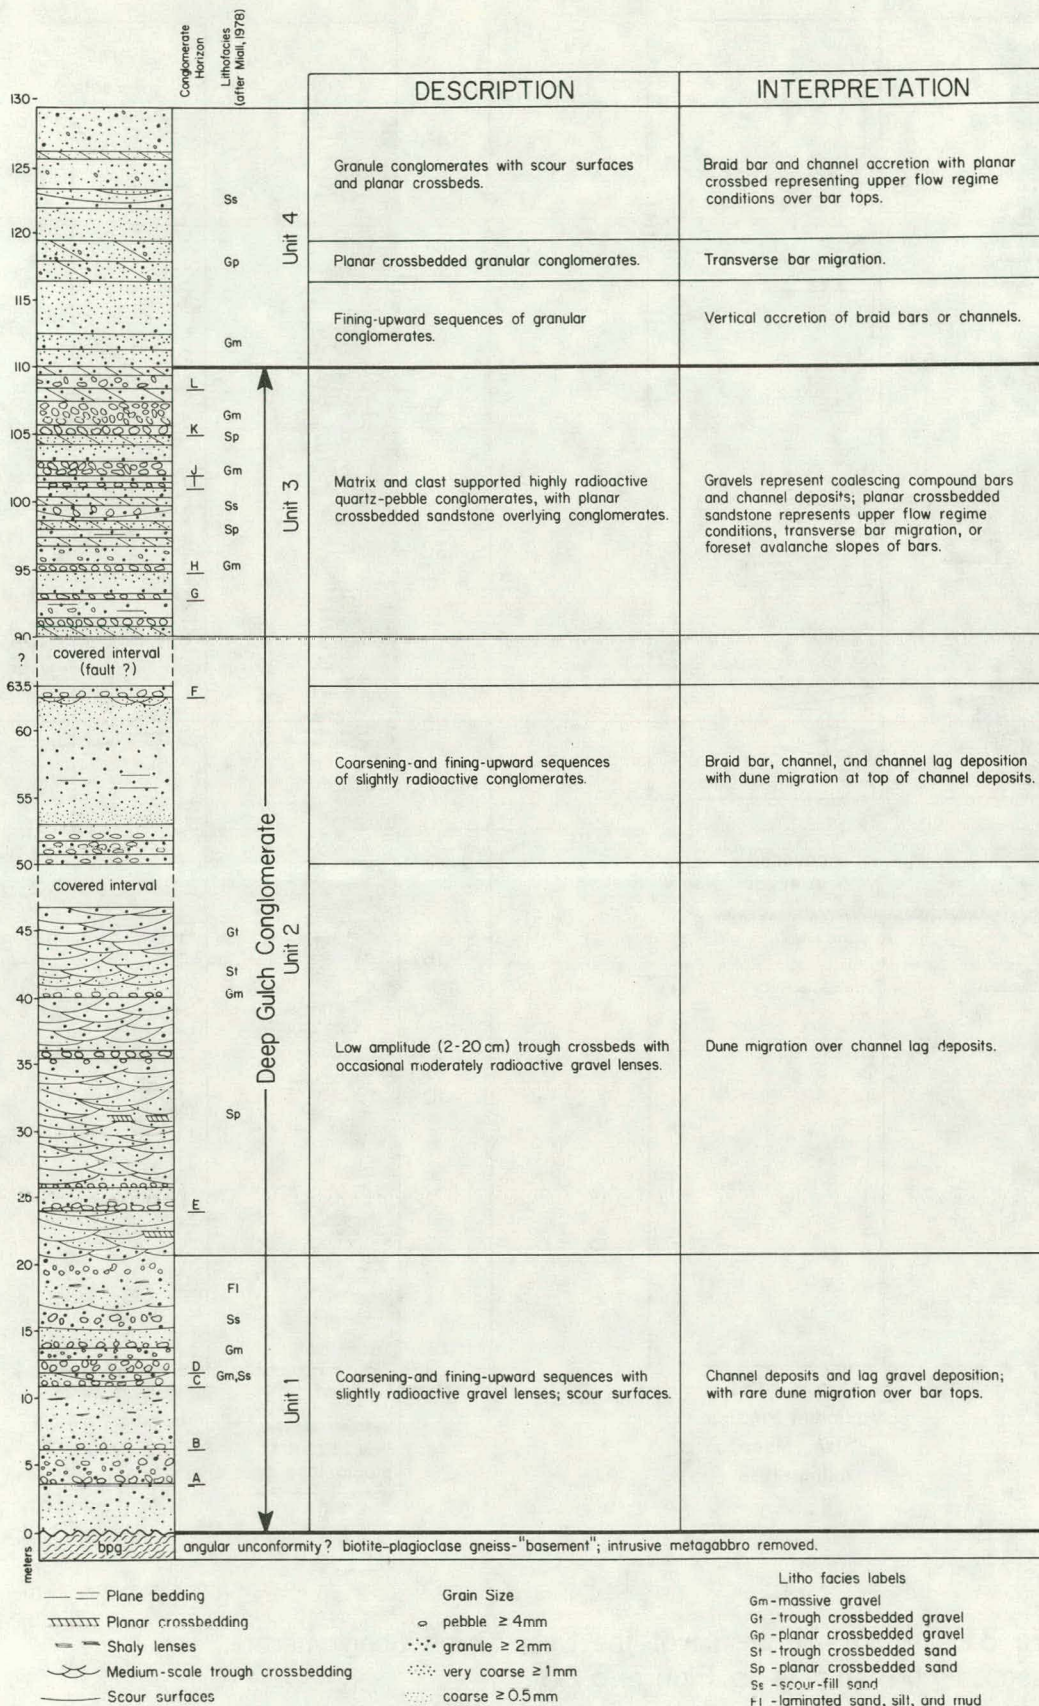 Conglomerate
Horizon
Lithofacies
(after Miall, 1978)
DESCRIPTION
INTERPRETATION
130
125
120
115
110
105
100
95
90
?
63.5
60
55
50
45
40
35
30
25
20
15
10
5
0
meters
Ss
Gp
Gm
Unit 4
Granule conglomerates with scour surfaces
and planar crossbeds.
Braid bar and channel accretion with planar
crossbed representing upper flow regime
conditions over bar tops.
Planar crossbedded granular conglomerates.
Transverse bar migration.
Fining-upward sequences of granular
conglomerates.
Vertical accretion of braid bars or channels.
L
K
J
I
H
G
Gm
Sp
Gm
Ss
Sp
Gm
Unit 3
Matrix and clast supported highly radioactive
quartz-pebble conglomerates, with planar
crossbedded sandstone overlying conglomerates.
Gravels represent coalescing compound bars
and channel deposits; planar crossbedded
sandstone represents upper flow regime
conditions, transverse bar migration, or
foreset avalanche slopes of bars.
covered interval
(fault ?)
F
Coarsening-and fining-upward sequences
of slightly radioactive conglomerates.
Braid bar, channel, and channel lag deposition
with dune migration at top of channel deposits.
covered interval
Deep Gulch Conglomerate
Unit 2
Gt
St
Gm
Sp
E
Low amplitude (2-20 cm) trough crossbeds with
occasional moderately radioactive gravel lenses.
Dune migration over channel lag deposits.
Fl
Ss
Gm
D
C
Gm,Ss
B
A
Unit 1
Coarsening-and fining-upward sequences with
slightly radioactive gravel lenses; scour surfaces.
Channel deposits and lag gravel deposition;
with rare dune migration over bar tops.
bpg
angular unconformity? biotite-plagioclase gneiss-"basement"; intrusive metagabbro removed.
Plane bedding
Planar crossbedding
Shaly lenses
Medium-scale trough crossbedding
Scour surfaces
Grain Size
pebble ≥ 4mm
granule ≥ 2mm
very coarse ≥ 1mm
coarse ≥ 0.5mm
Litho facies labels
Gm-massive gravel
Gt -trough crossbedded gravel
Gp -planar crossbedded gravel
St -trough crossbedded sand
Sp -planar crossbedded sand
Ss -scour-fill sand
Fl -laminated sand, silt, and mud